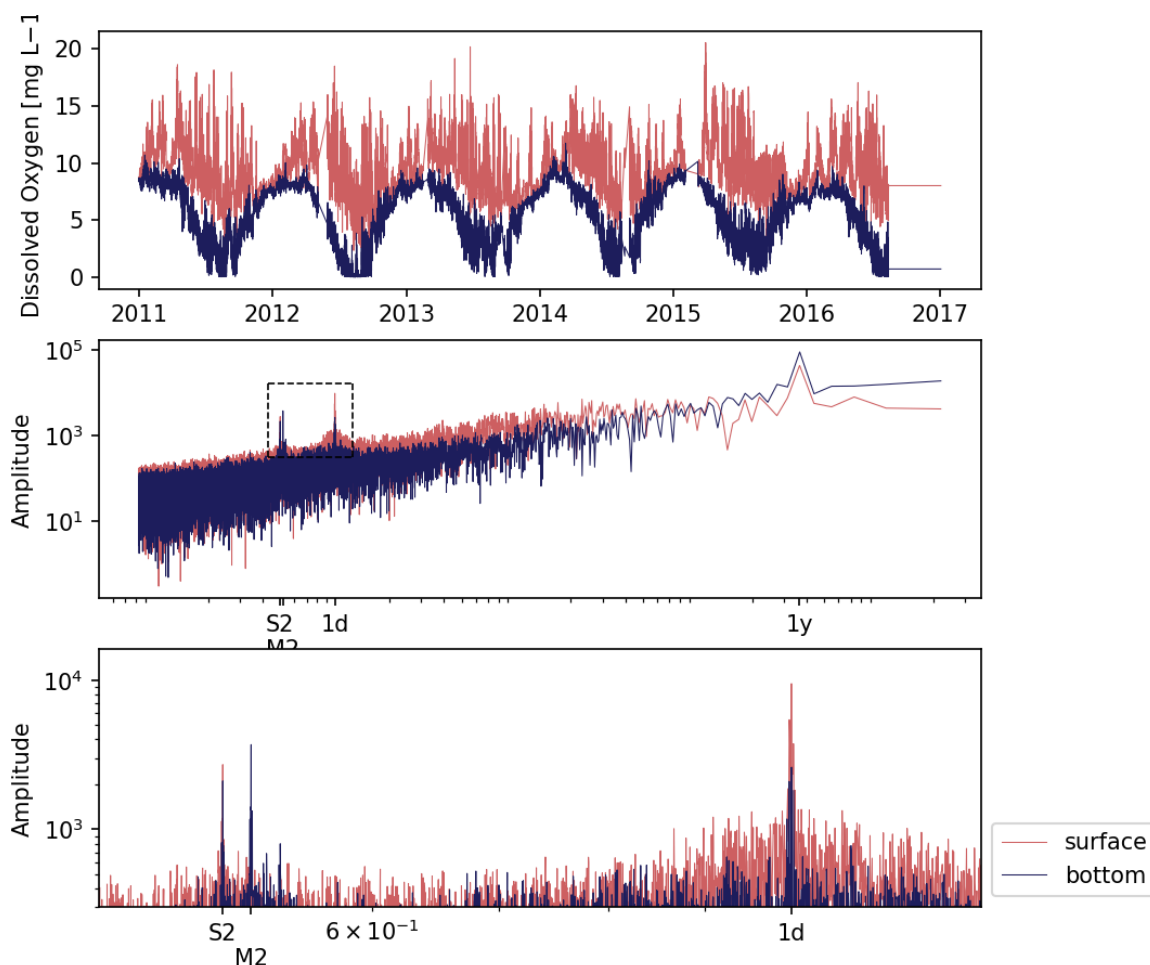 Dissolved Oxygen [mg L−1
20
15
10
5
0
2011 2012 2013 2014 2015 2016 2017
Amplitude
10^5
10^3
10^1
S2 1d 1y
M2
Amplitude
10^4
10^3
S2 6 × 10^−1 1d
M2
surface
bottom